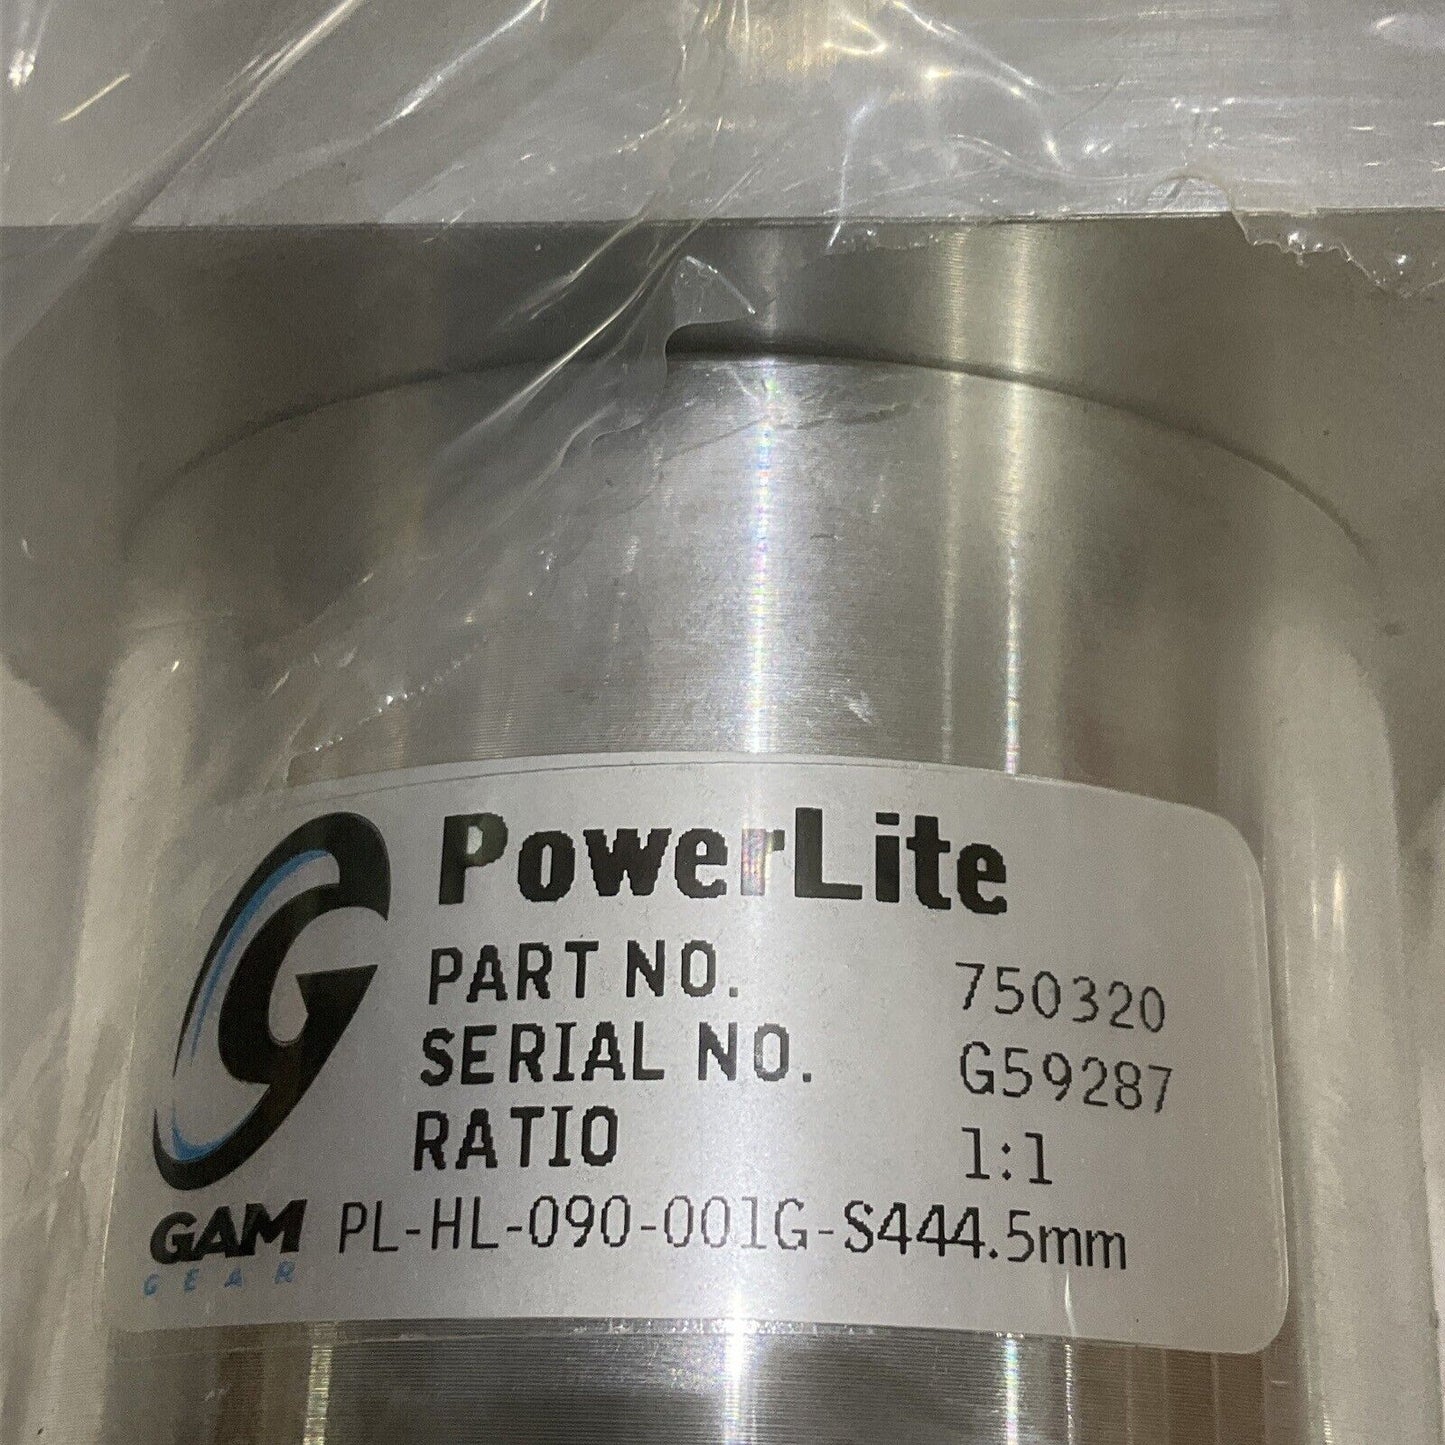 PowerLite
PART NO. 750320
SERIAL NO. G59287
RATIO 1:1
GAM PL-HL-090-001G-S444.5mm
GEAR